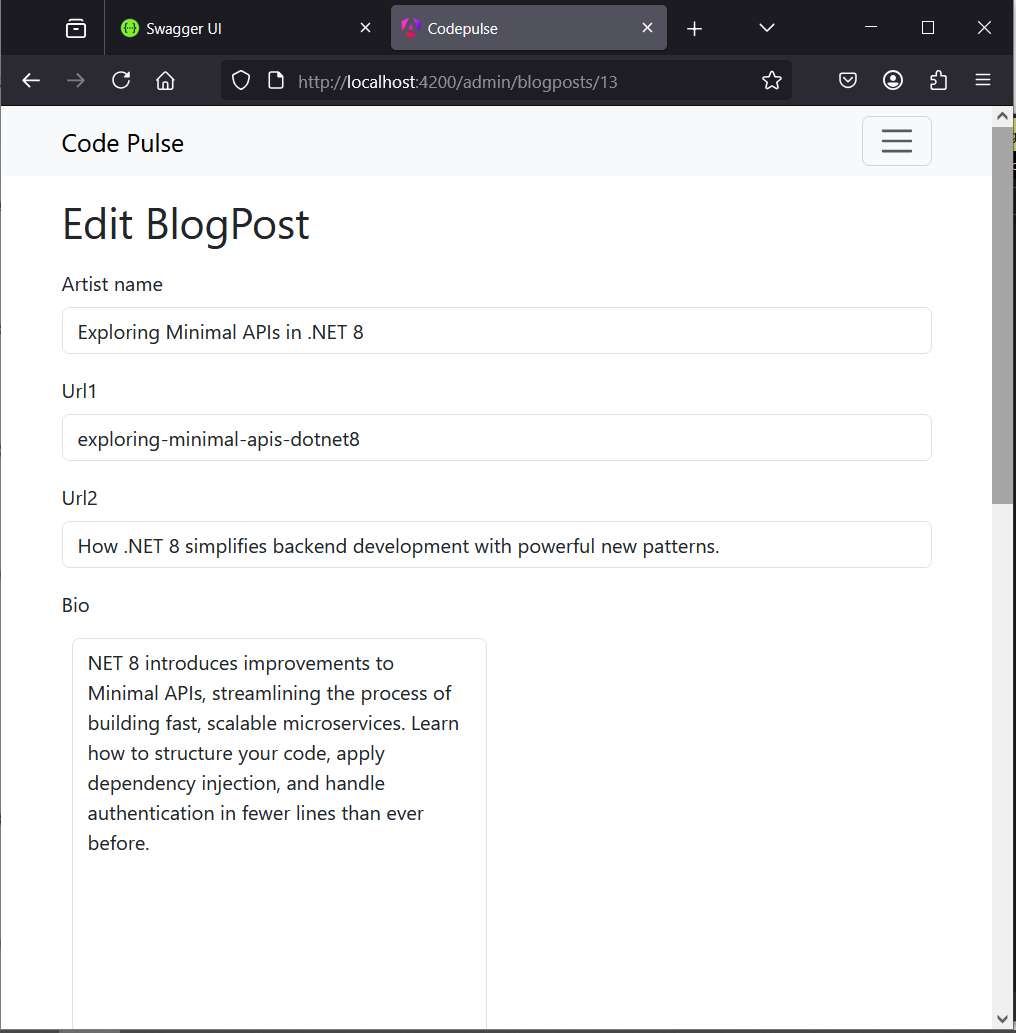 Swagger UI
Codepulse
http://localhost:4200/admin/blogposts/13
Code Pulse
Edit BlogPost
Artist name
Exploring Minimal APIs in .NET 8
Url1
exploring-minimal-apis-dotnet8
Url2
How .NET 8 simplifies backend development with powerful new patterns.
Bio
NET 8 introduces improvements to
Minimal APIs, streamlining the process of
building fast, scalable microservices. Learn
how to structure your code, apply
dependency injection, and handle
authentication in fewer lines than ever
before.